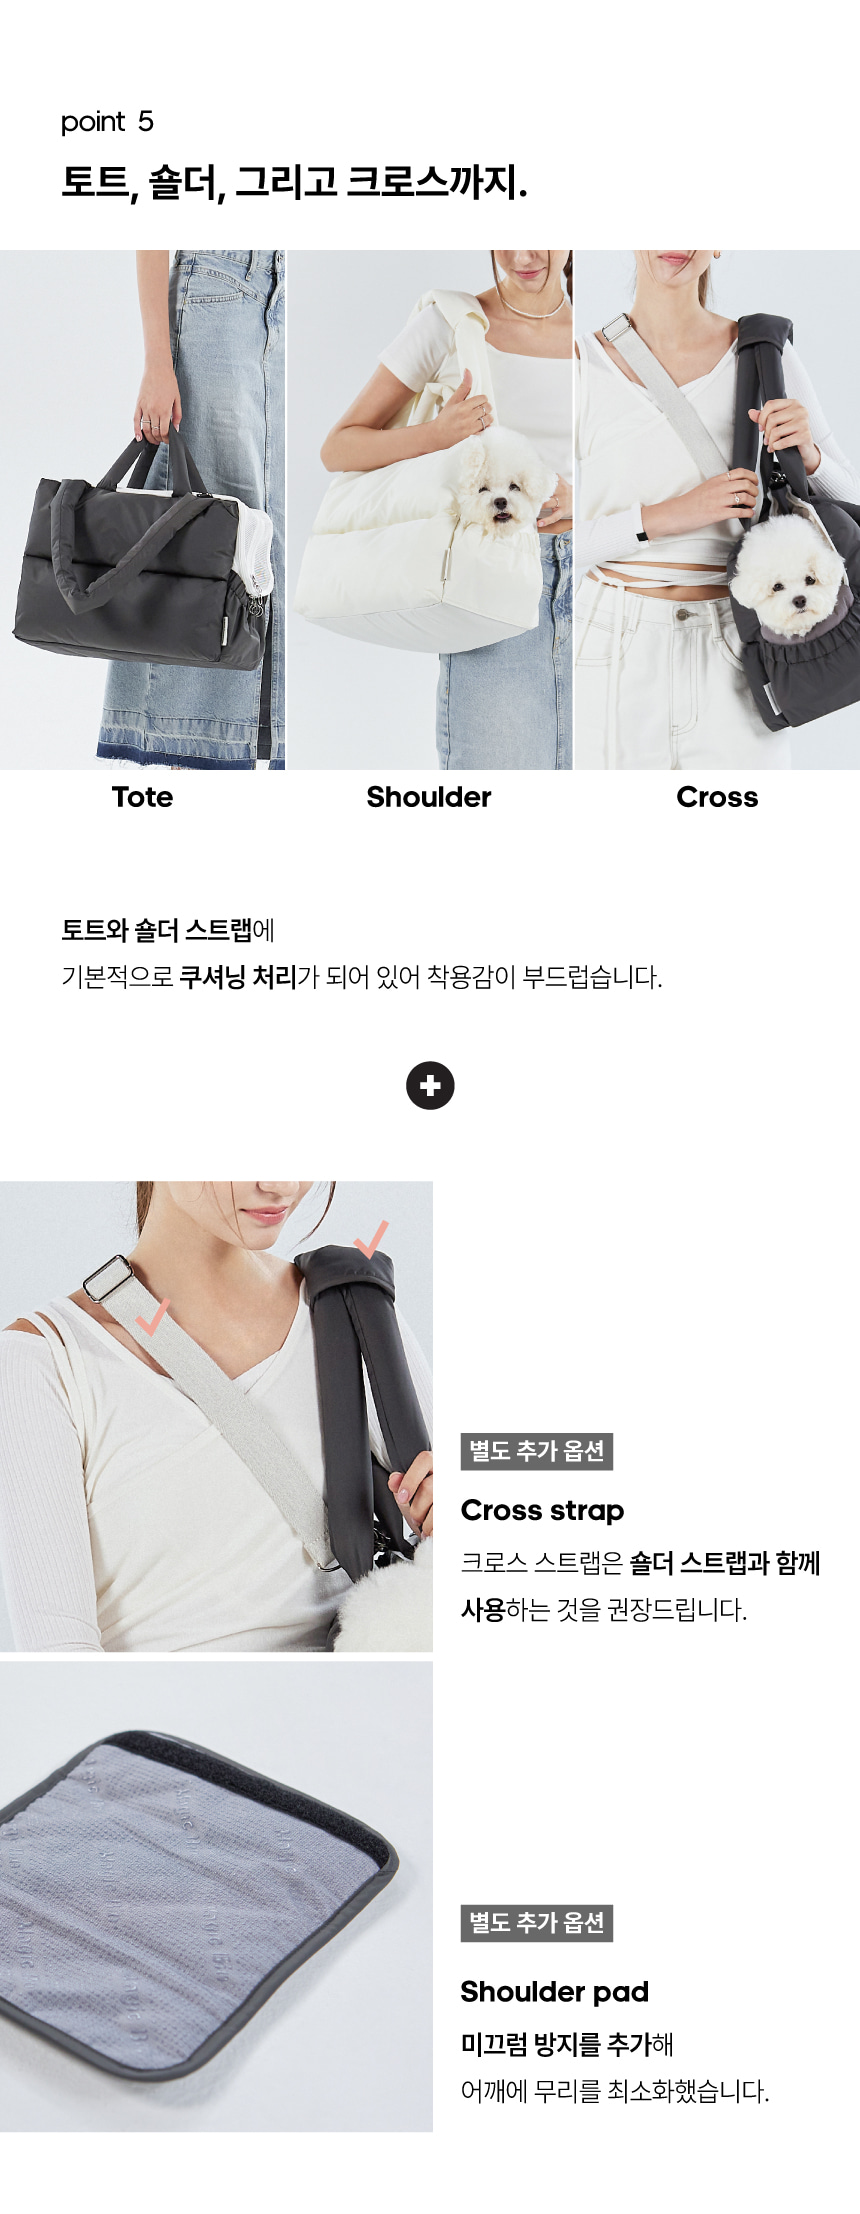 point 5
토트, 숄더, 그리고 크로스까지.
Tote
Shoulder
Cross
토트와 숄더 스트랩에
기본적으로 쿠셔닝 처리가 되어 있어 착용감이 부드럽습니다.
별도 추가 옵션
Cross strap
크로스 스트랩은 숄더 스트랩과 함께
사용하는 것을 권장드립니다.
별도 추가 옵션
Shoulder pad
미끄럼 방지를 추가해
어깨에 무리를 최소화했습니다.